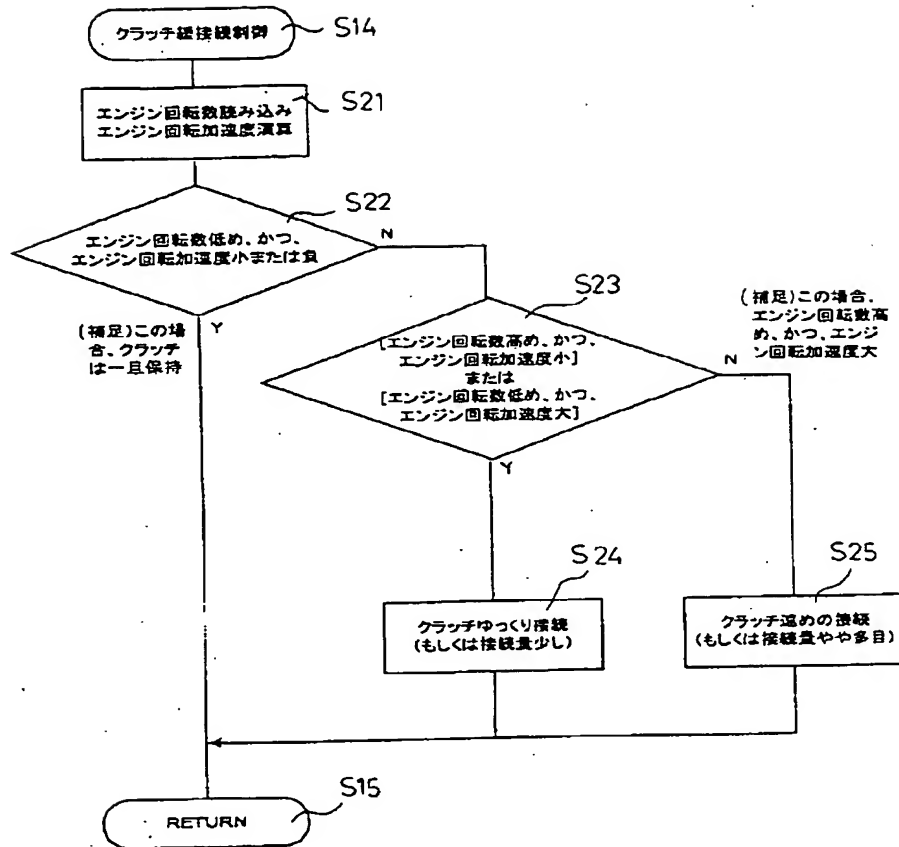 クラッチ緩接続制御
S14
エンジン回転数読み込み
エンジン回転加速度演算
S21
S22
エンジン回転数低め、かつ、
エンジン回転加速度小または負
N
Y
(補足)この場
合、クラッチ
は一旦保持
S23
[エンジン回転数高め、かつ、
エンジン回転加速度小]
または
[エンジン回転数低め、かつ、
エンジン回転加速度大]
N
Y
(補足)この場合、
エンジン回転数高
め、かつ、エンジ
ン回転加速度大
S24
クラッチゆっくり接続
(もしくは接続量少し)
S25
クラッチ速めの接続
(もしくは接続量やや多目)
S15
RETURN